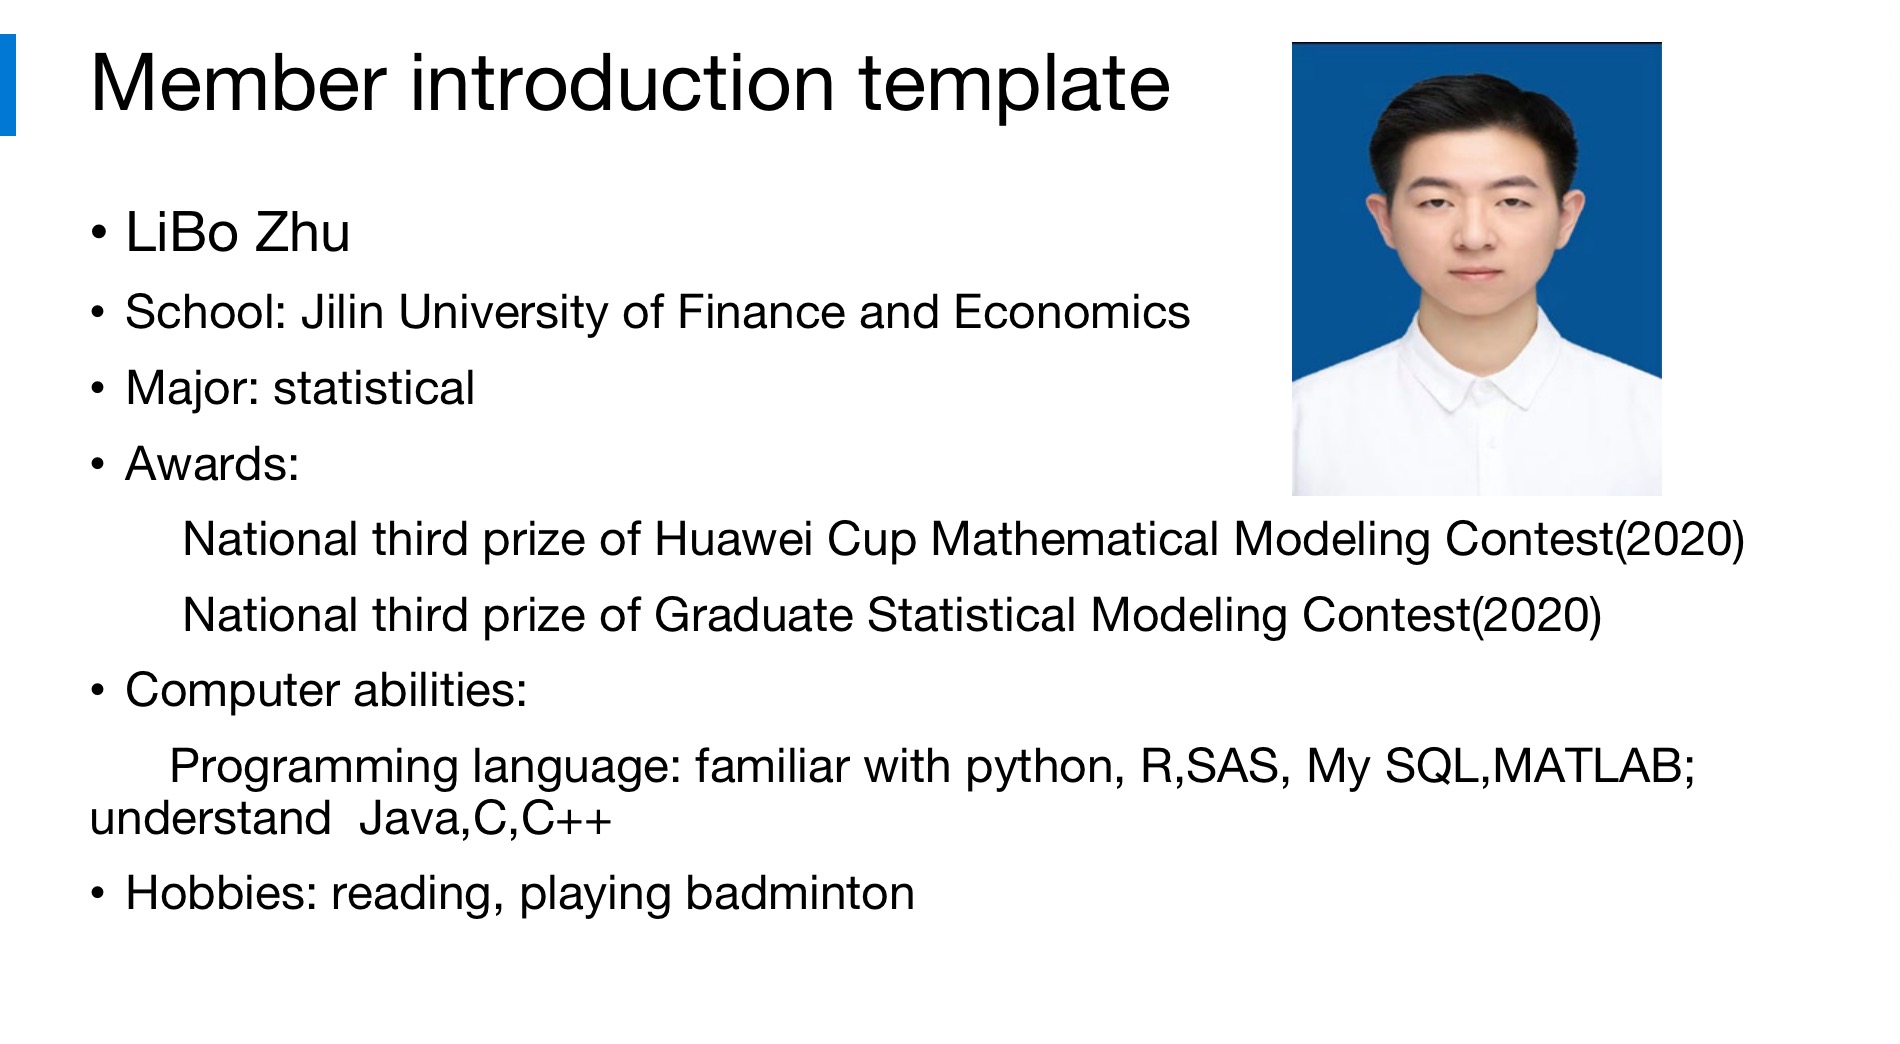 Member introduction template
• LiBo Zhu
• School: Jilin University of Finance and Economics
• Major: statistical
• Awards:
National third prize of Huawei Cup Mathematical Modeling Contest(2020)
National third prize of Graduate Statistical Modeling Contest(2020)
• Computer abilities:
Programming language: familiar with python, R,SAS, My SQL,MATLAB;
understand  Java,C,C++
• Hobbies: reading, playing badminton